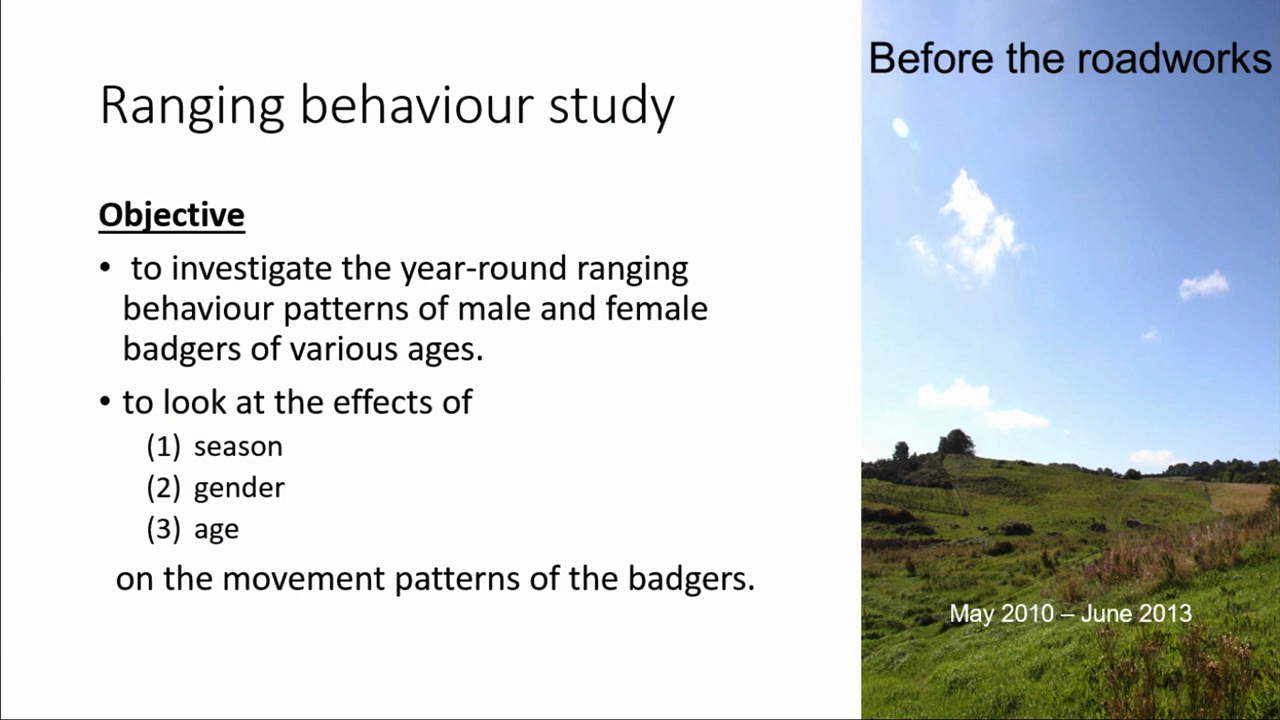 Ranging behaviour study
Objective
• to investigate the year-round ranging
behaviour patterns of male and female
badgers of various ages.
• to look at the effects of
(1) season
(2) gender
(3) age
on the movement patterns of the badgers.
Before the roadworks
May 2010 – June 2013